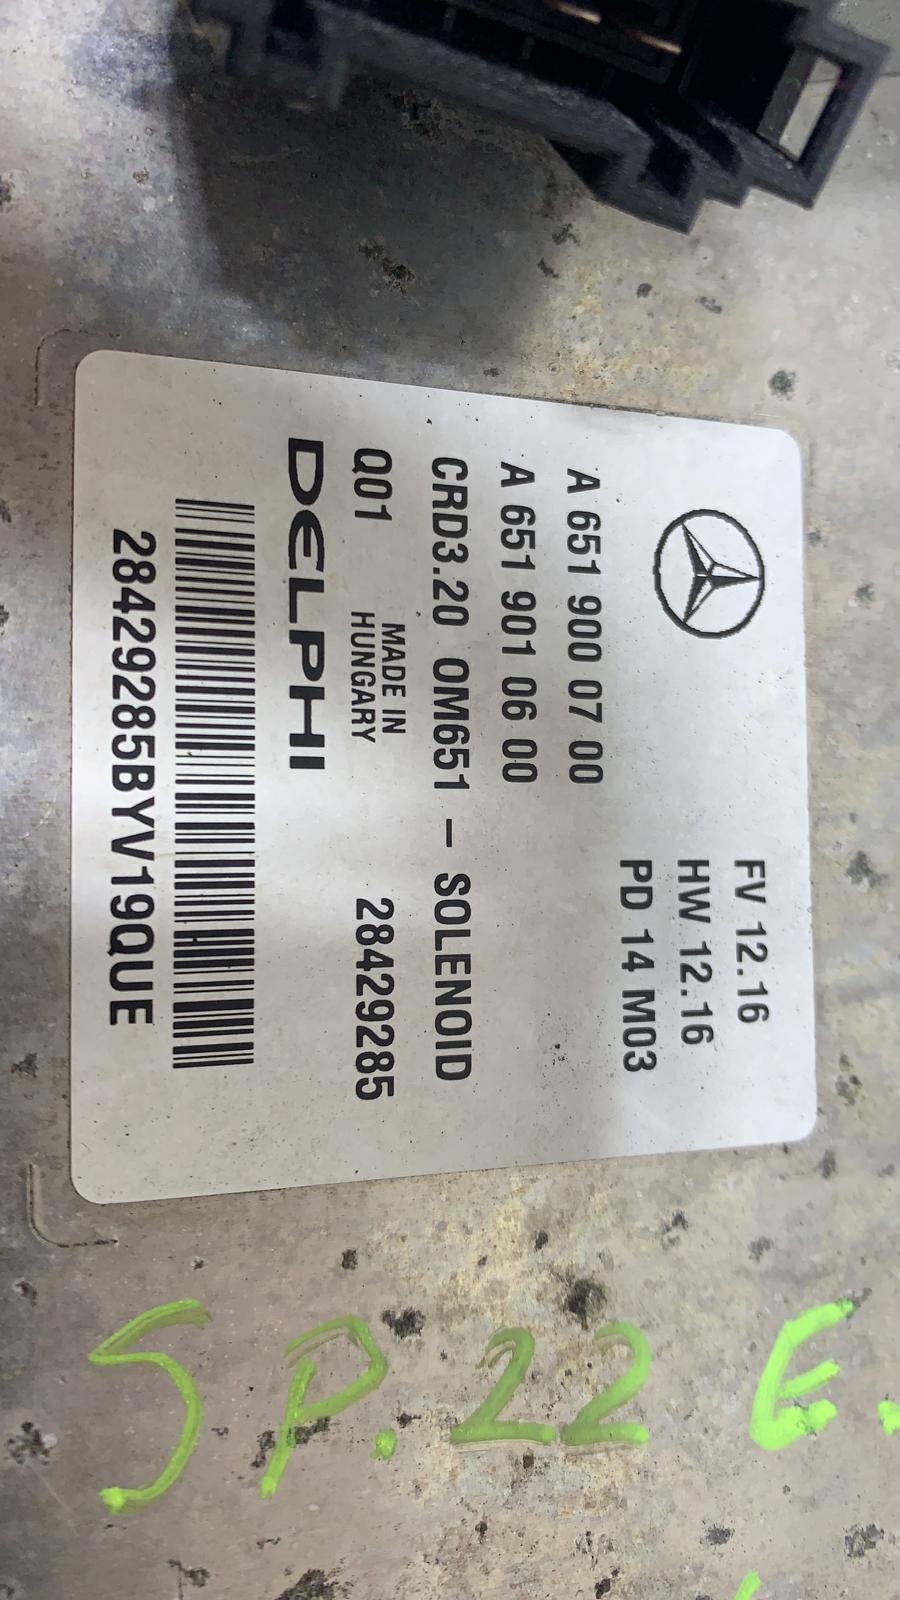 FV 12.16
HW 12.16
PD 14 M03
A 651 900 07 00
A 651 901 06 00
CRD3.20 OM651 – SOLENOID
Q01 MADE IN HUNGARY 28429285
DELPHI
28429285BYV19QUE
SP.22 E.